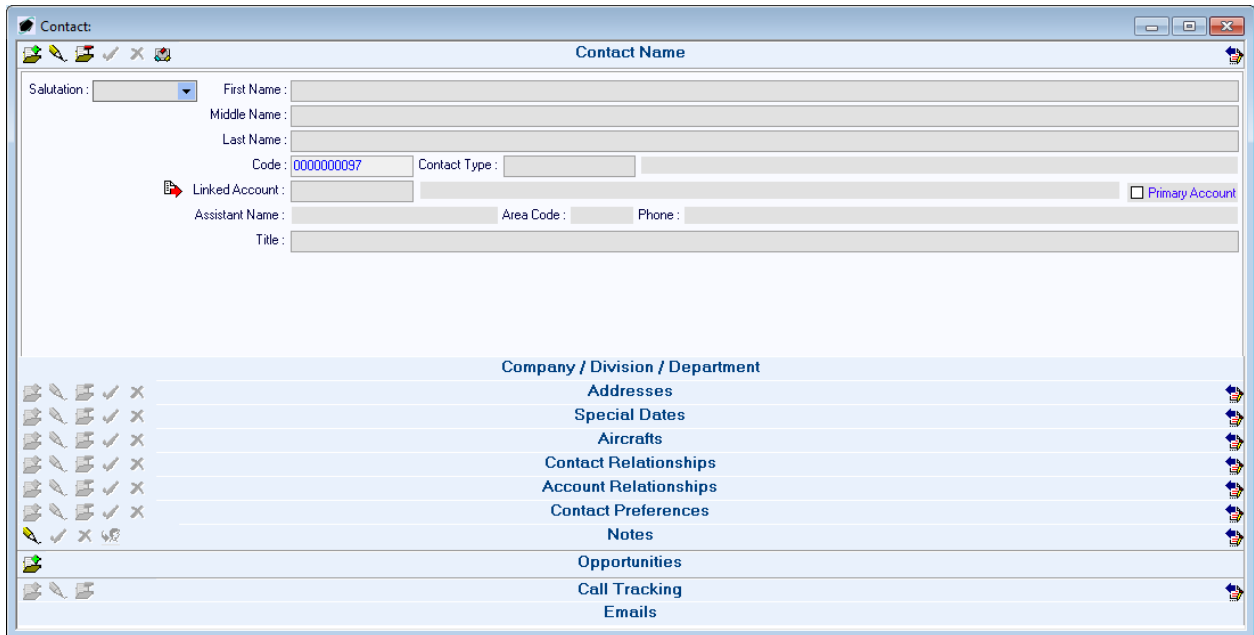 Contact:
Contact Name
Salutation : First Name :
Middle Name :
Last Name :
Code : 0000000097 Contact Type :
Linked Account : Primary Account
Assistant Name : Area Code : Phone :
Title :
Company / Division / Department
Addresses
Special Dates
Aircrafts
Contact Relationships
Account Relationships
Contact Preferences
Notes
Opportunities
Call Tracking
Emails